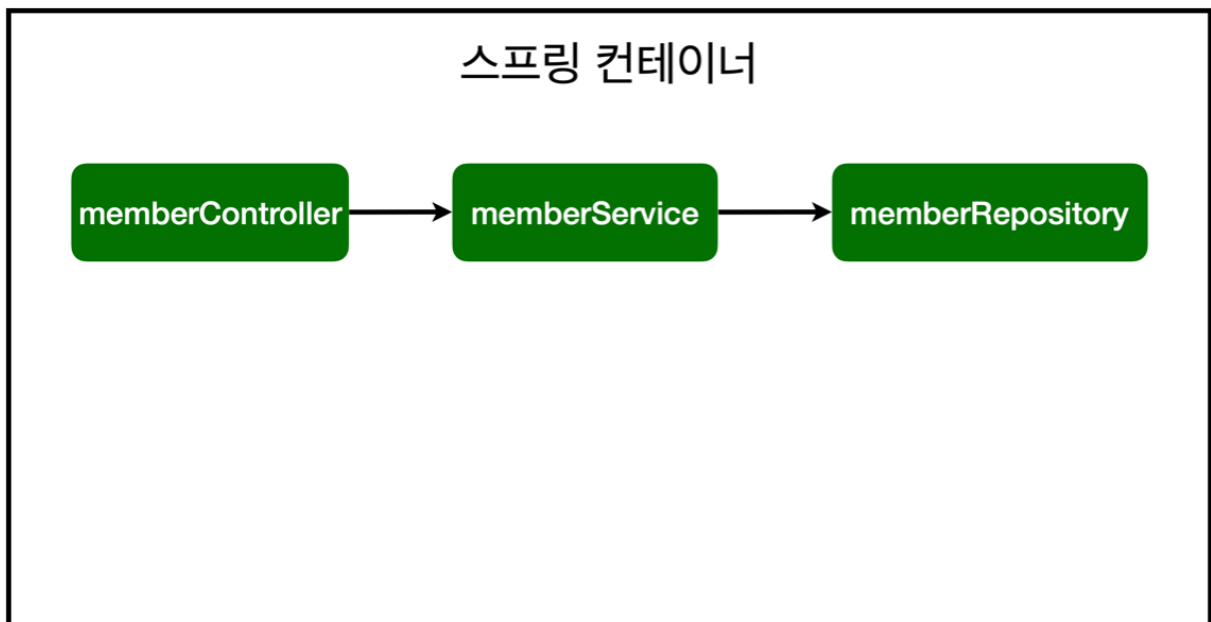 스프링 컨테이너
memberController
memberService
memberRepository